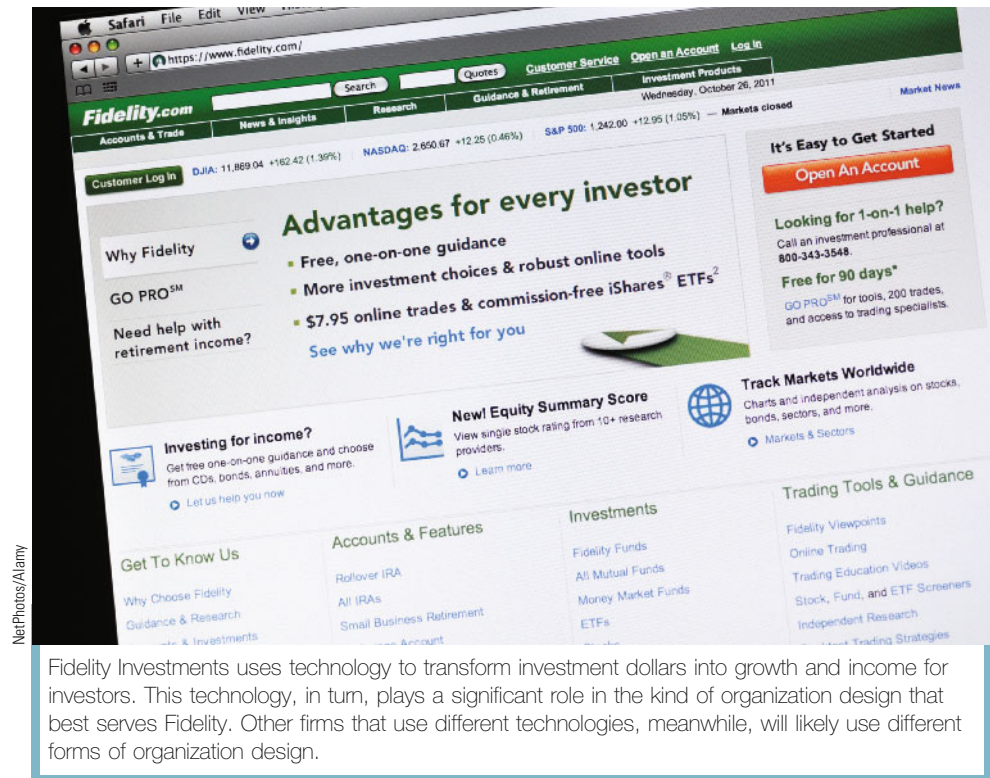 Safari File Edit View
https://www.fidelity.com/
Search Quotes Customer Service Open an Account Log In
Fidelity.com
Accounts & Trade News & Insights Research Guidance & Retirement Investment Products
Wednesday, October 26, 2011
Customer Log In DJIA: 11,869.04 +162.42 (1.39%) NASDAQ: 2,650.67 +12.25 (0.46%) S&P 500: 1,242.00 +12.95 (1.05%) — Markets closed Market News
Why Fidelity
GO PRO℠
Need help with
retirement income?
Advantages for every investor
Free, one-on-one guidance
More investment choices & robust online tools
$7.95 online trades & commission-free iShares® ETFs²
See why we're right for you
It's Easy to Get Started
Open An Account
Looking for 1-on-1 help?
Call an investment professional at
800-343-3548.
Free for 90 days*
GO PRO℠ for tools, 200 trades,
and access to trading specialists.
Investing for income?
Get free one-on-one guidance and choose
from CDs, bonds, annuities, and more.
Let us help you now
New! Equity Summary Score
View single stock rating from 10+ research
providers.
Learn more
Track Markets Worldwide
Charts and independent analysis on stocks,
bonds, sectors, and more.
Markets & Sectors
Get To Know Us
Why Choose Fidelity
Guidance & Research
& Investments
Accounts & Features
Rollover IRA
All IRAs
Small Business Retirement
Account
Investments
Fidelity Funds
All Mutual Funds
Money Market Funds
ETFs
Trading Tools & Guidance
Fidelity Viewpoints
Online Trading
Trading Education Videos
Stock, Fund, and ETF Screeners
Independent Research
Trading Strategies
NetPhotos/Alamy
Fidelity Investments uses technology to transform investment dollars into growth and income for
investors. This technology, in turn, plays a significant role in the kind of organization design that
best serves Fidelity. Other firms that use different technologies, meanwhile, will likely use different
forms of organization design.